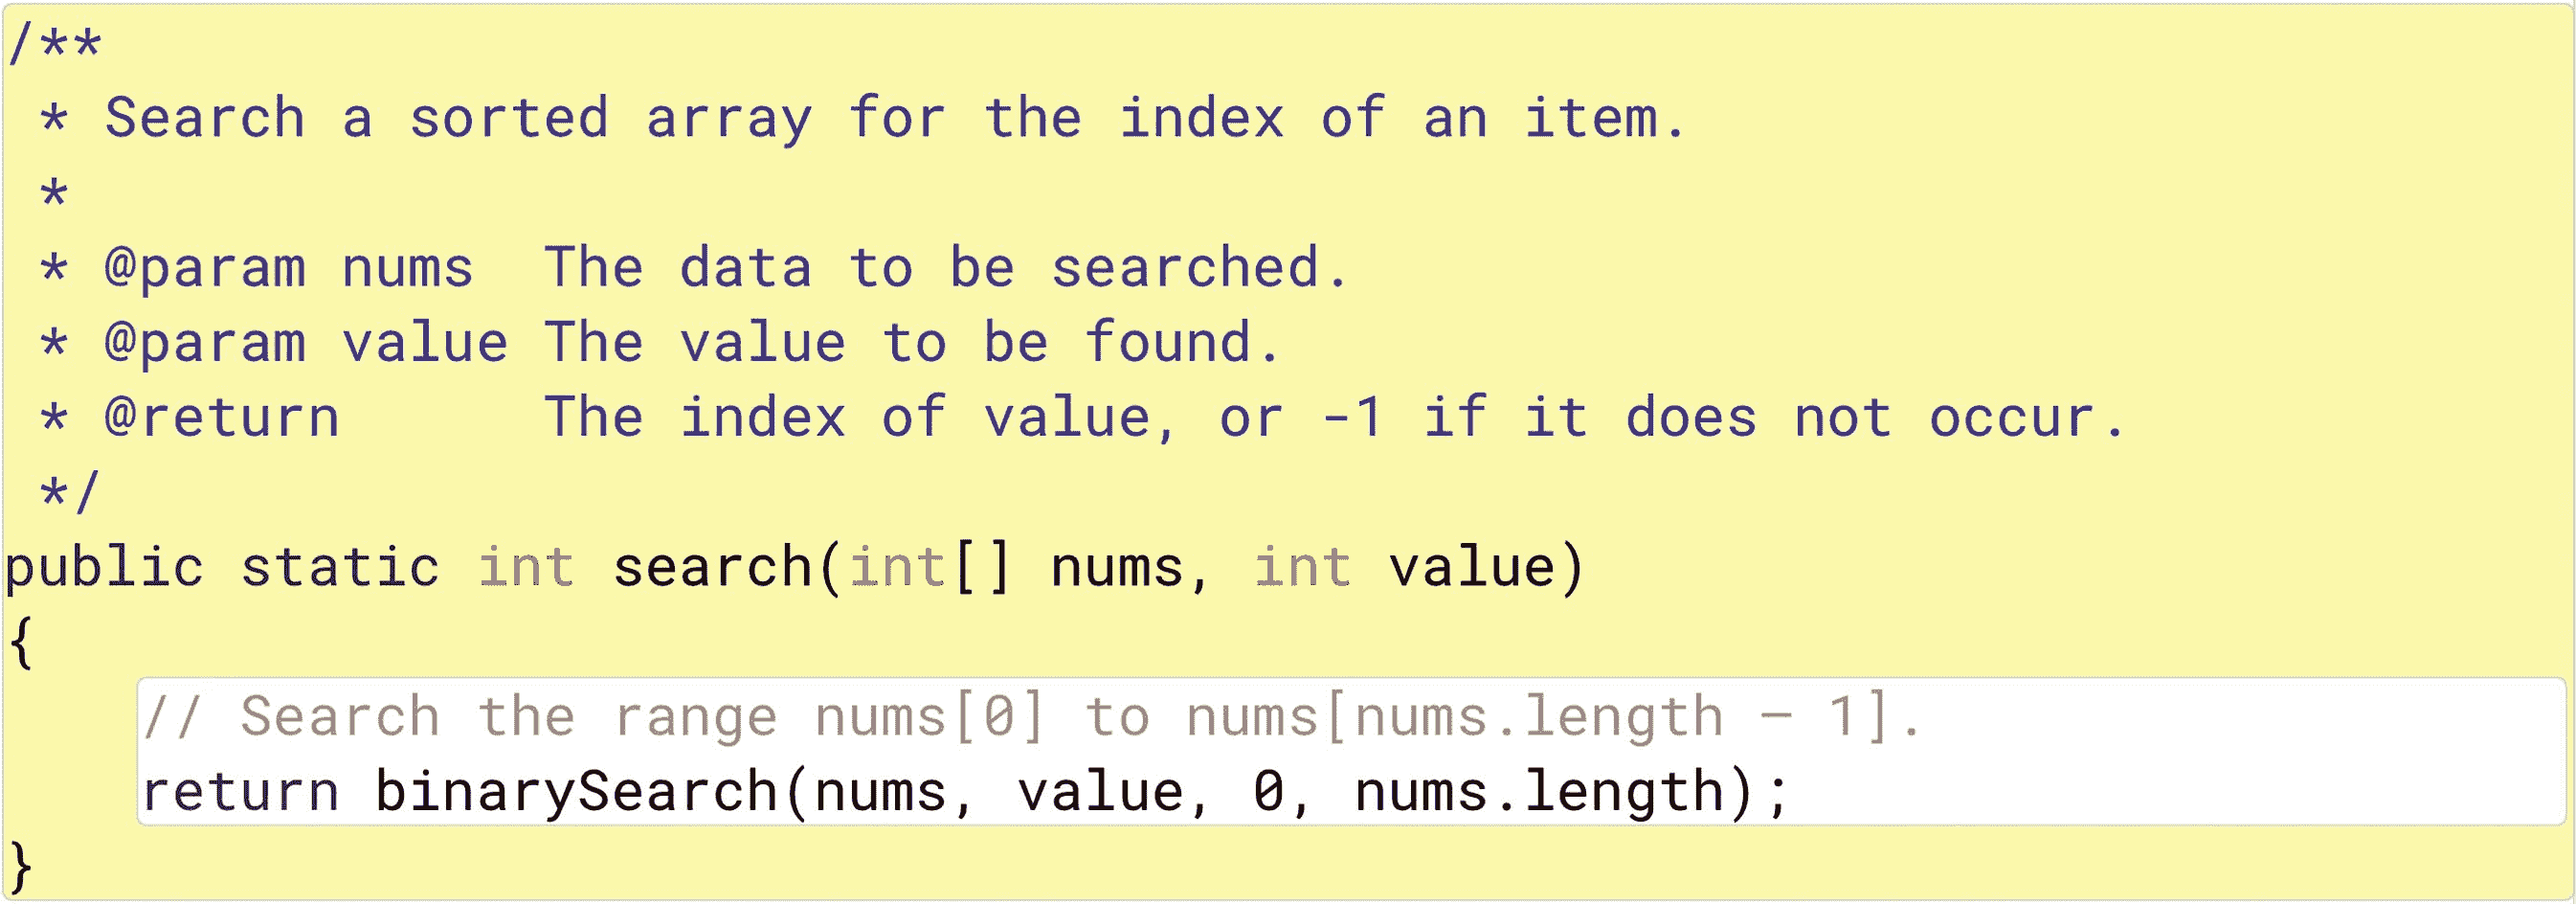 /**
 * Search a sorted array for the index of an item.
 *
 * @param nums  The data to be searched.
 * @param value The value to be found.
 * @return      The index of value, or -1 if it does not occur.
 */
public static int search(int[] nums, int value)
{
    // Search the range nums[0] to nums[nums.length – 1].
    return binarySearch(nums, value, 0, nums.length);
}